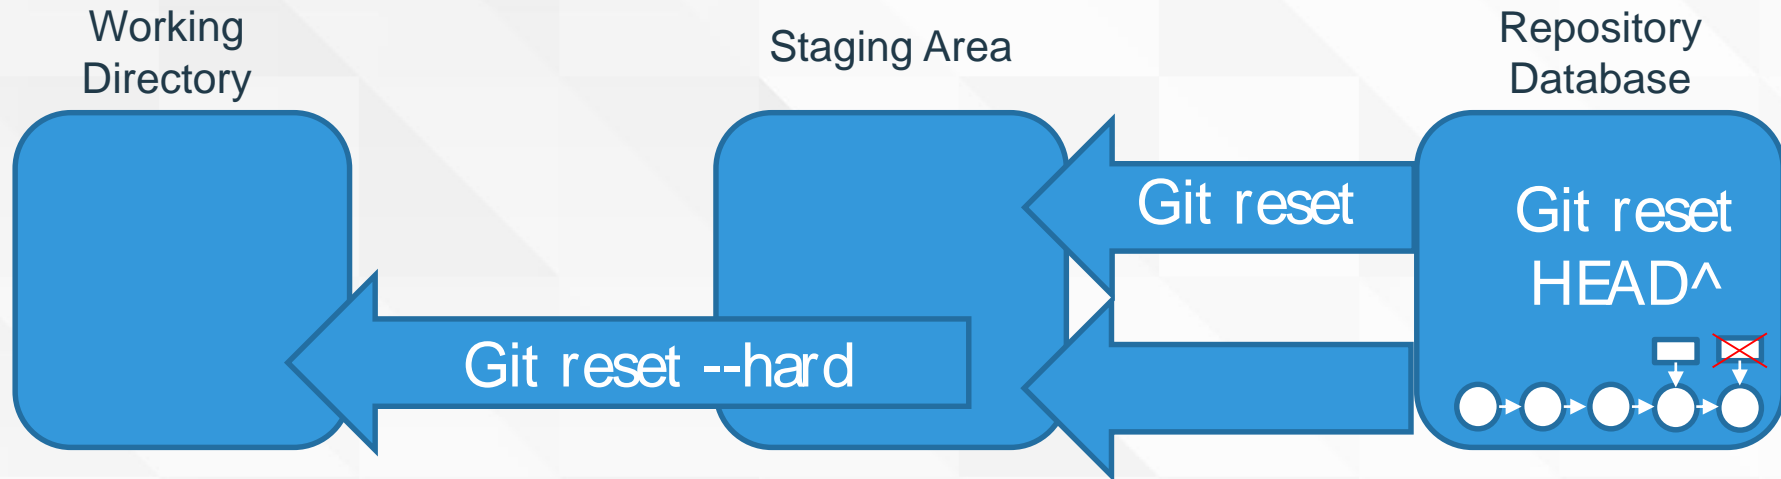 Working
Directory
Staging Area
Repository
Database
Git reset
Git reset
HEAD^
Git reset --hard